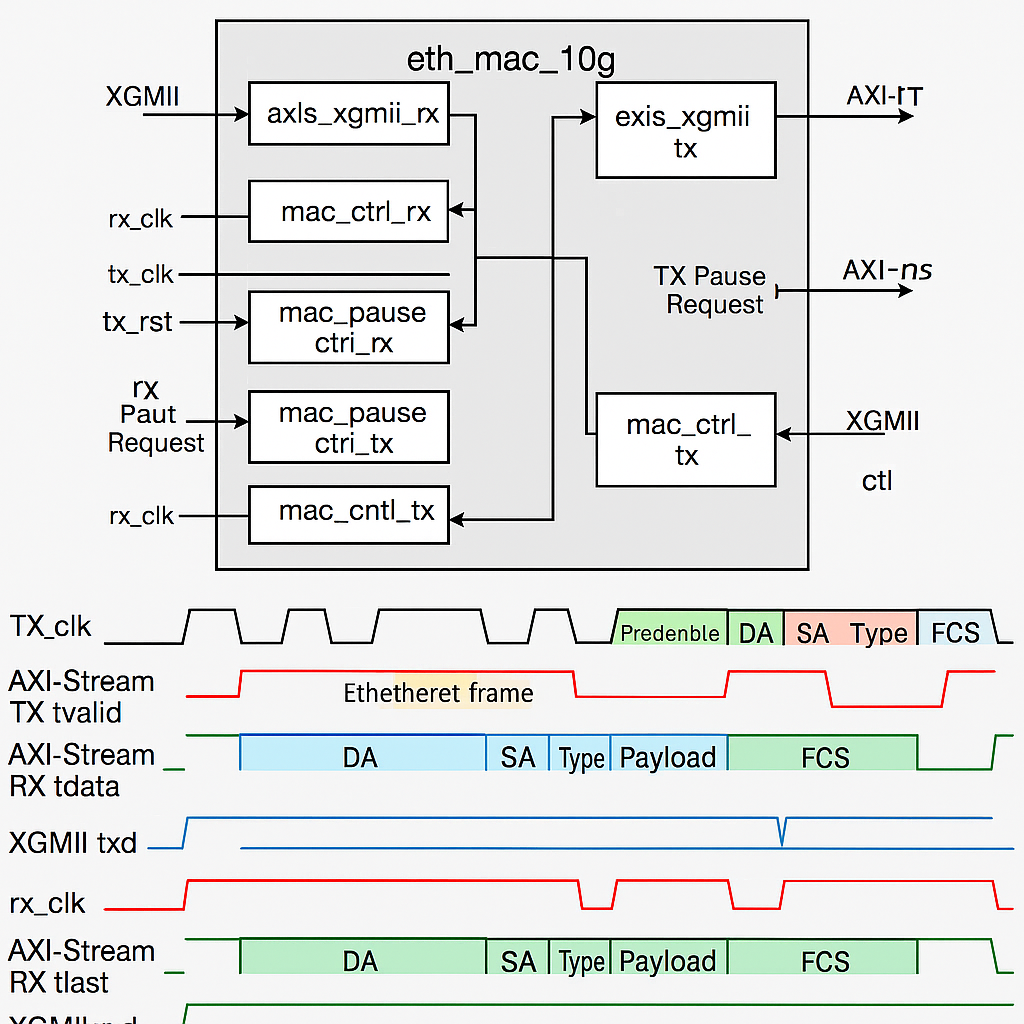 eth_mac_10g
XGMII
axls_xgmii_rx
exis_xgmii
tx
AXI-IT
rx_clk
mac_ctrl_rx
tx_clk
TX Pause
Request
AXI-ns
tx_rst
mac_pause
ctri_rx
rx
Paut
Request
mac_pause
ctri_tx
mac_ctrl_
tx
XGMII
ctl
rx_clk
mac_cntl_tx
TX_clk
Predenble
DA
SA
Type
FCS
AXI-Stream
TX tvalid
Ethetheret frame
AXI-Stream
RX tdata
DA
SA
Type
Payload
FCS
XGMII txd
rx_clk
AXI-Stream
RX tlast
DA
SA
Type
Payload
FCS